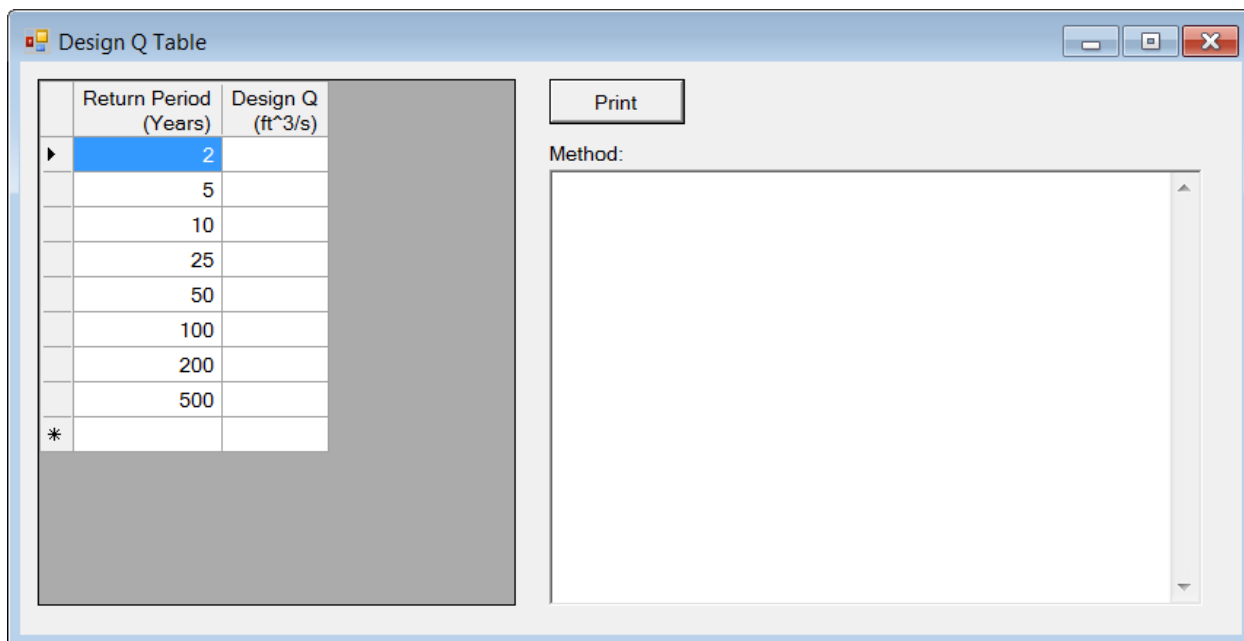 Design Q Table
Return Period Design Q
(Years) (ft^3/s)
2
5
10
25
50
100
200
500
*
Print
Method: